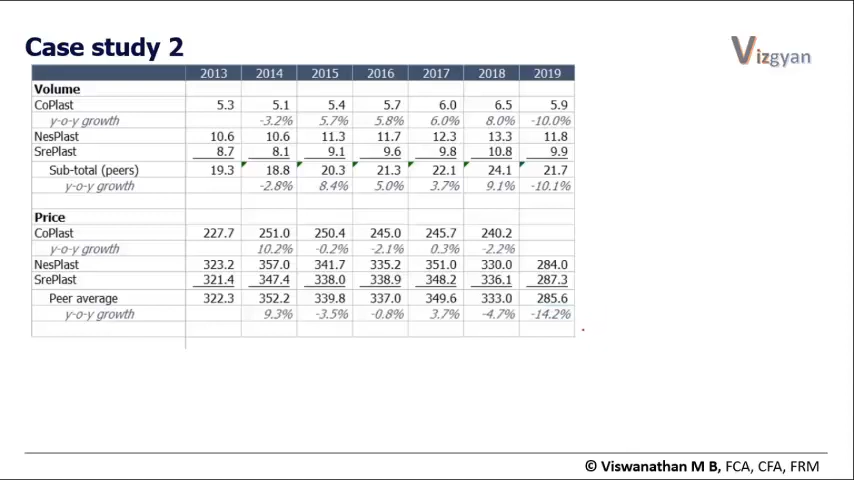 Case study 2
Vizgyan
2013 2014 2015 2016 2017 2018 2019
Volume
CoPlast 5.3 5.1 5.4 5.7 6.0 6.5 5.9
y-o-y growth -3.2% 5.7% 5.8% 6.0% 8.0% -10.0%
NesPlast 10.6 10.6 11.3 11.7 12.3 13.3 11.8
SrePlast 8.7 8.1 9.1 9.6 9.8 10.8 9.9
Sub-total (peers) 19.3 18.8 20.3 21.3 22.1 24.1 21.7
y-o-y growth -2.8% 8.4% 5.0% 3.7% 9.1% -10.1%
Price
CoPlast 227.7 251.0 250.4 245.0 245.7 240.2
y-o-y growth 10.2% -0.2% -2.1% 0.3% -2.2%
NesPlast 323.2 357.0 341.7 335.2 351.0 330.0 284.0
SrePlast 321.4 347.4 338.0 338.9 348.2 336.1 287.3
Peer average 322.3 352.2 339.8 337.0 349.6 333.0 285.6
y-o-y growth 9.3% -3.5% -0.8% 3.7% -4.7% -14.2%
© Viswanathan M B, FCA, CFA, FRM